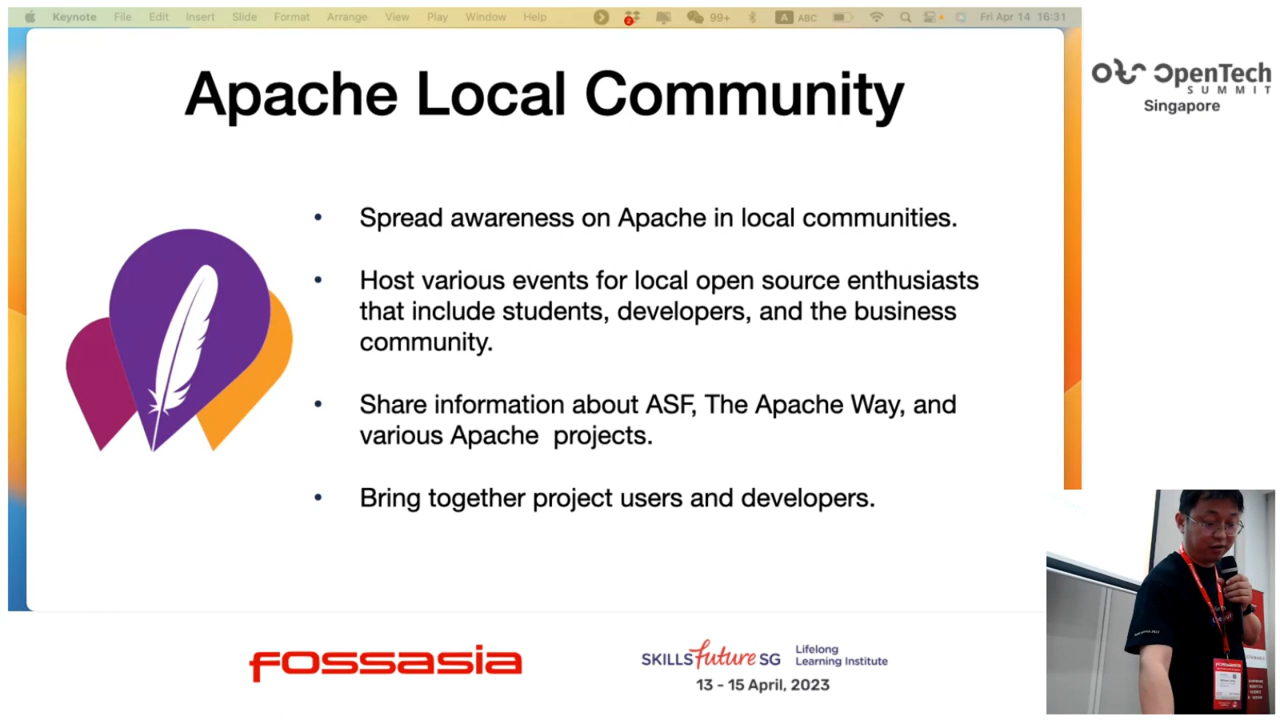 Keynote File Edit Insert Slide Format Arrange View Play Window Help 2 99+ A ABC Fri Apr 14 16:31
Apache Local Community
• Spread awareness on Apache in local communities.
• Host various events for local open source enthusiasts
that include students, developers, and the business
community.
• Share information about ASF, The Apache Way, and
various Apache projects.
• Bring together project users and developers.
OpenTech
SUMMIT
Singapore
FOSSASIA
fossasia
SKILLSfuture SG
Lifelong
Learning Institute
13 - 15 April, 2023